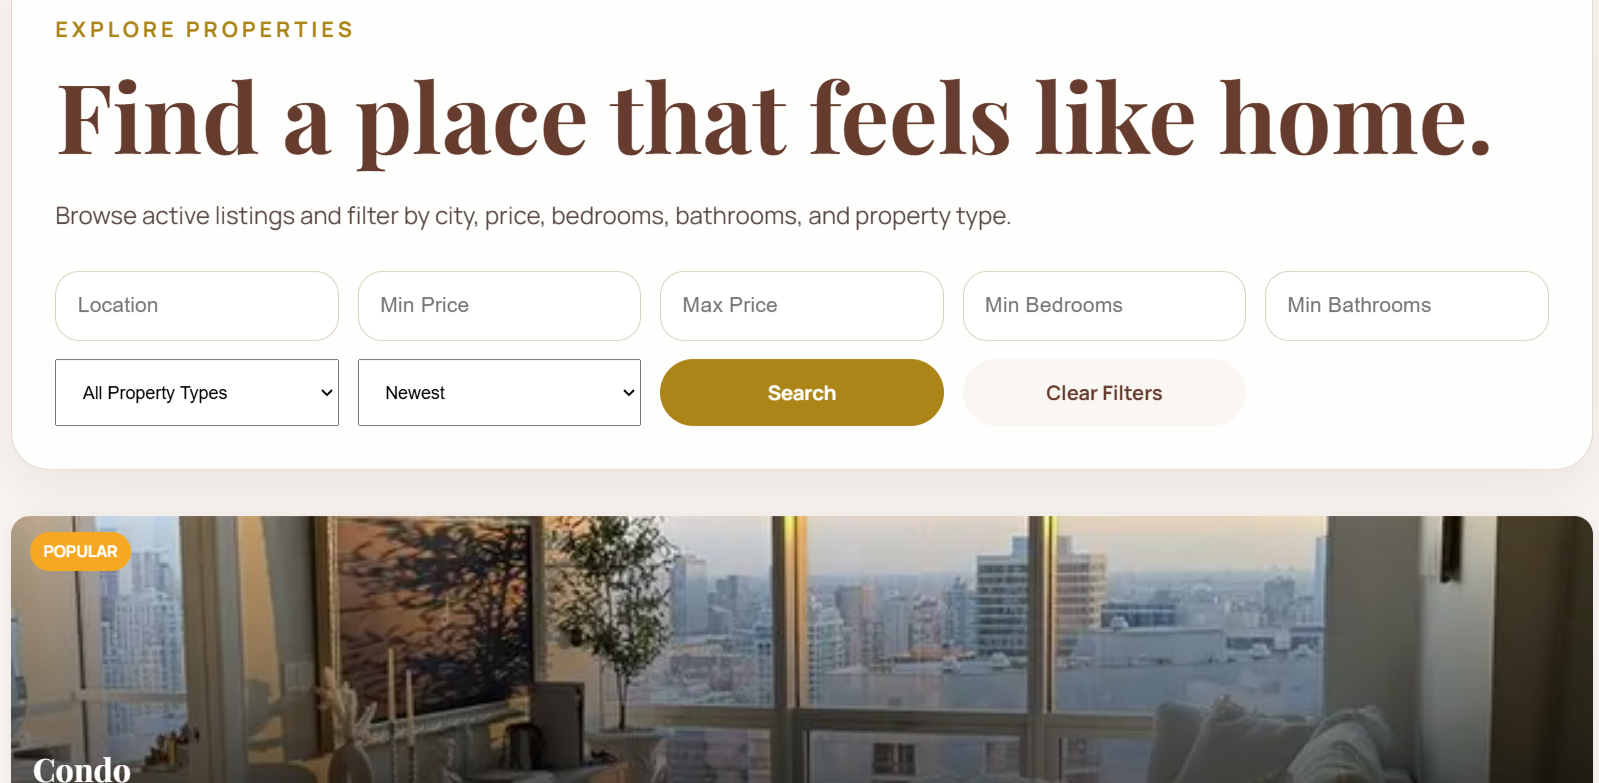 EXPLORE PROPERTIES
Find a place that feels like home.
Browse active listings and filter by city, price, bedrooms, bathrooms, and property type.
Location
Min Price
Max Price
Min Bedrooms
Min Bathrooms
All Property Types
Newest
Search
Clear Filters
POPULAR
Condo